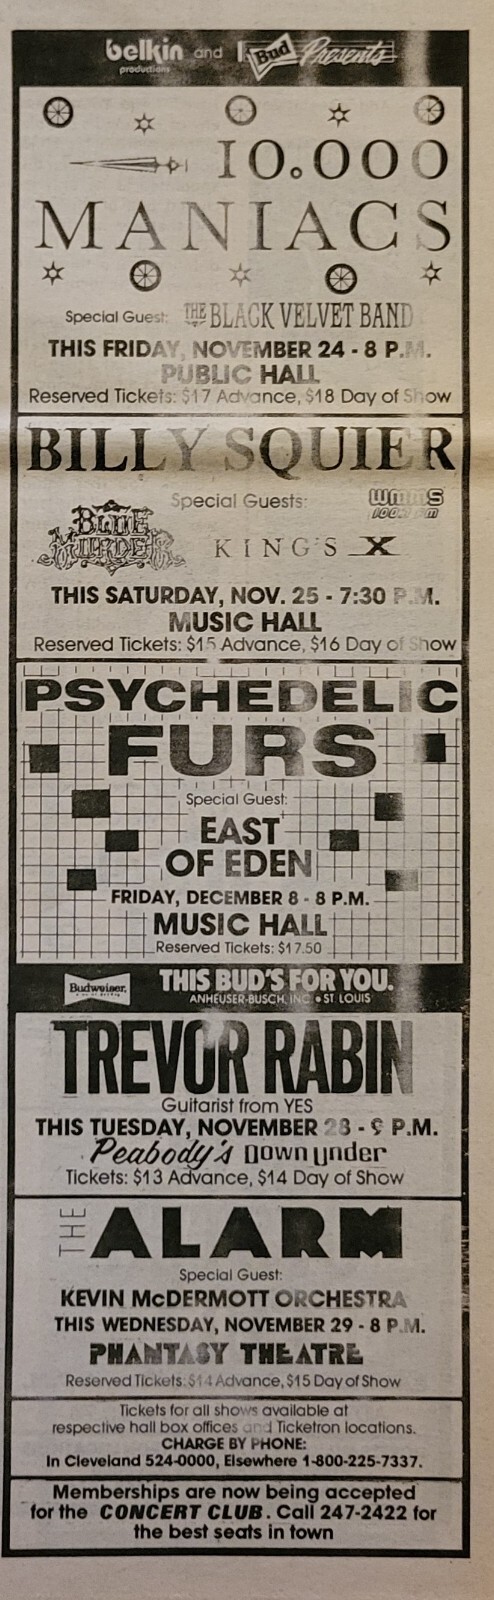 belkin and Bud Presents
productions
10,000
MANIACS
Special Guest: THE BLACK VELVET BAND
THIS FRIDAY, NOVEMBER 24 - 8 P.M.
PUBLIC HALL
Reserved Tickets: $17 Advance, $18 Day of Show
BILLY SQUIER
Special Guests:
WMMS
100.7 fm
BLUE MURDER
KING'S X
THIS SATURDAY, NOV. 25 - 7:30 P.M.
MUSIC HALL
Reserved Tickets: $15 Advance, $16 Day of Show
PSYCHEDELIC
FURS
Special Guest:
EAST
OF EDEN
FRIDAY, DECEMBER 8 - 8 P.M.
MUSIC HALL
Reserved Tickets: $17.50
Budweiser.
THIS BUD'S FOR YOU.
ANHEUSER-BUSCH, INC. • ST. LOUIS
TREVOR RABIN
Guitarist from YES
THIS TUESDAY, NOVEMBER 28 - 9 P.M.
Peabody's Down Under
Tickets: $13 Advance, $14 Day of Show
THE ALARM
Special Guest:
KEVIN McDERMOTT ORCHESTRA
THIS WEDNESDAY, NOVEMBER 29 - 8 P.M.
PHANTASY THEATRE
Reserved Tickets: $14 Advance, $15 Day of Show
Tickets for all shows available at
respective hall box offices and Ticketron locations.
CHARGE BY PHONE:
In Cleveland 524-0000, Elsewhere 1-800-225-7337.
Memberships are now being accepted
for the CONCERT CLUB. Call 247-2422 for
the best seats in town